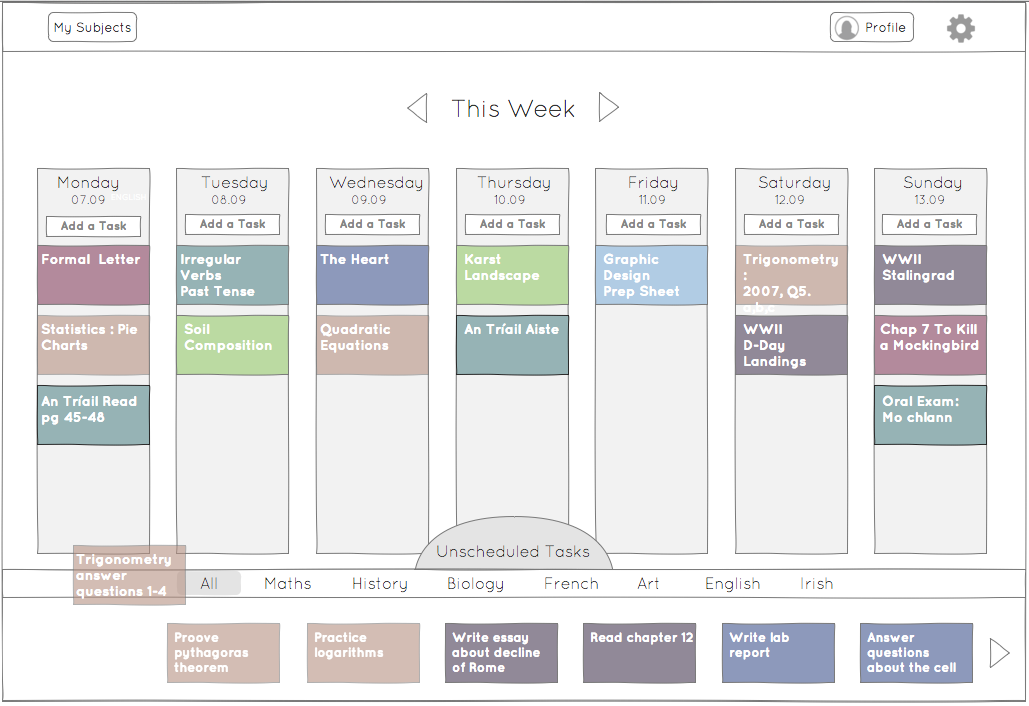 My Subjects
Profile
This Week
Monday
07.09
ENGLISH
Add a Task
Formal Letter
Statistics : Pie
Charts
An Tríail Read
pg 45-48
Tuesday
08.09
Add a Task
Irregular
Verbs
Past Tense
Soil
Composition
Wednesday
09.09
Add a Task
The Heart
Quadratic
Equations
Thursday
10.09
Add a Task
Karst
Landscape
An Tríail Aiste
Friday
11.09
Add a Task
Graphic
Design
Prep Sheet
Saturday
12.09
Add a Task
Trigonometry
:
2007, Q5.
a,b,c
WWII
D-Day
Landings
Sunday
13.09
Add a Task
WWII
Stalingrad
Chap 7 To Kill
a Mockingbird
Oral Exam:
Mo chlann
Unscheduled Tasks
Trigonometry
answer
questions 1-4
All
Maths
History
Biology
French
Art
English
Irish
Proove
pythagoras
theorem
Practice
logarithms
Write essay
about decline
of Rome
Read chapter 12
Write lab
report
Answer
questions
about the cell